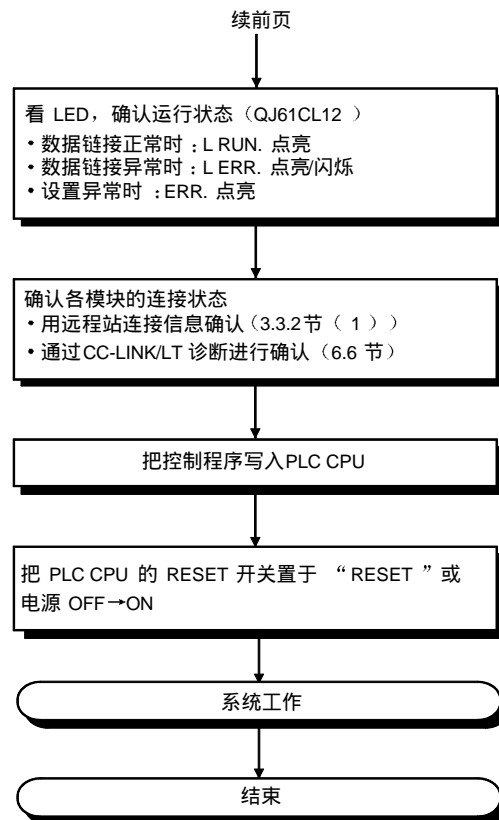 续前页
看 LED，确认运行状态（QJ61CL12 ）
• 数据链接正常时：L RUN. 点亮
• 数据链接异常时：L ERR. 点亮/闪烁
• 设置异常时 ：ERR. 点亮
确认各模块的连接状态
• 用远程站连接信息确认（3.3.2节（ 1 ））
• 通过CC-LINK/LT 诊断进行确认（6.6 节）
把控制程序写入PLC CPU
把 PLC CPU 的 RESET 开关置于 “RESET ”或
电源 OFF→ON
系统工作
结束